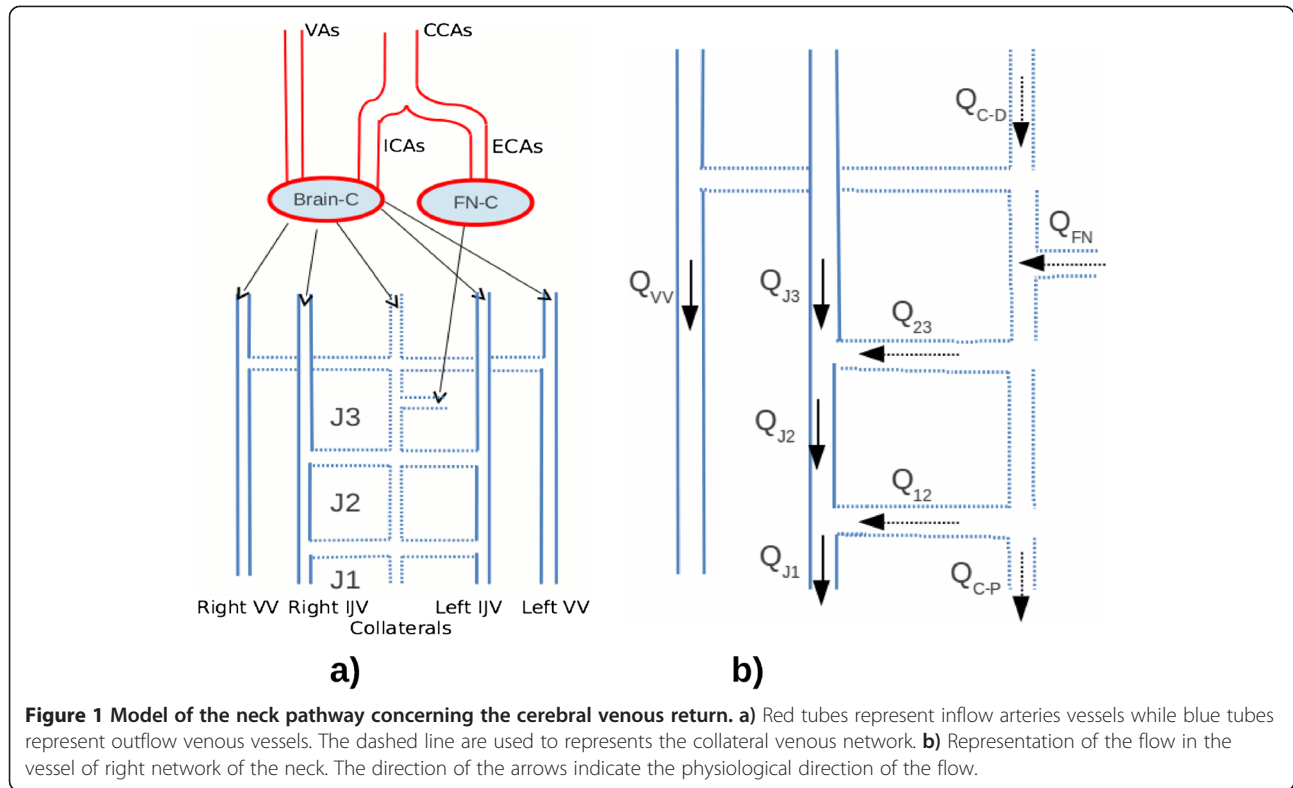 VAs CCAs
ICAs ECAs
Brain-C FN-C
J3
J2
J1
Right VV Right IJV Left IJV Left VV
Collaterals
a)
QC-D
QFN
QVV QJ3
Q23
QJ2
Q12
QJ1
QC-P
b)
Figure 1 Model of the neck pathway concerning the cerebral venous return. a) Red tubes represent inflow arteries vessels while blue tubes
represent outflow venous vessels. The dashed line are used to represents the collateral venous network. b) Representation of the flow in the
vessel of right network of the neck. The direction of the arrows indicate the physiological direction of the flow.